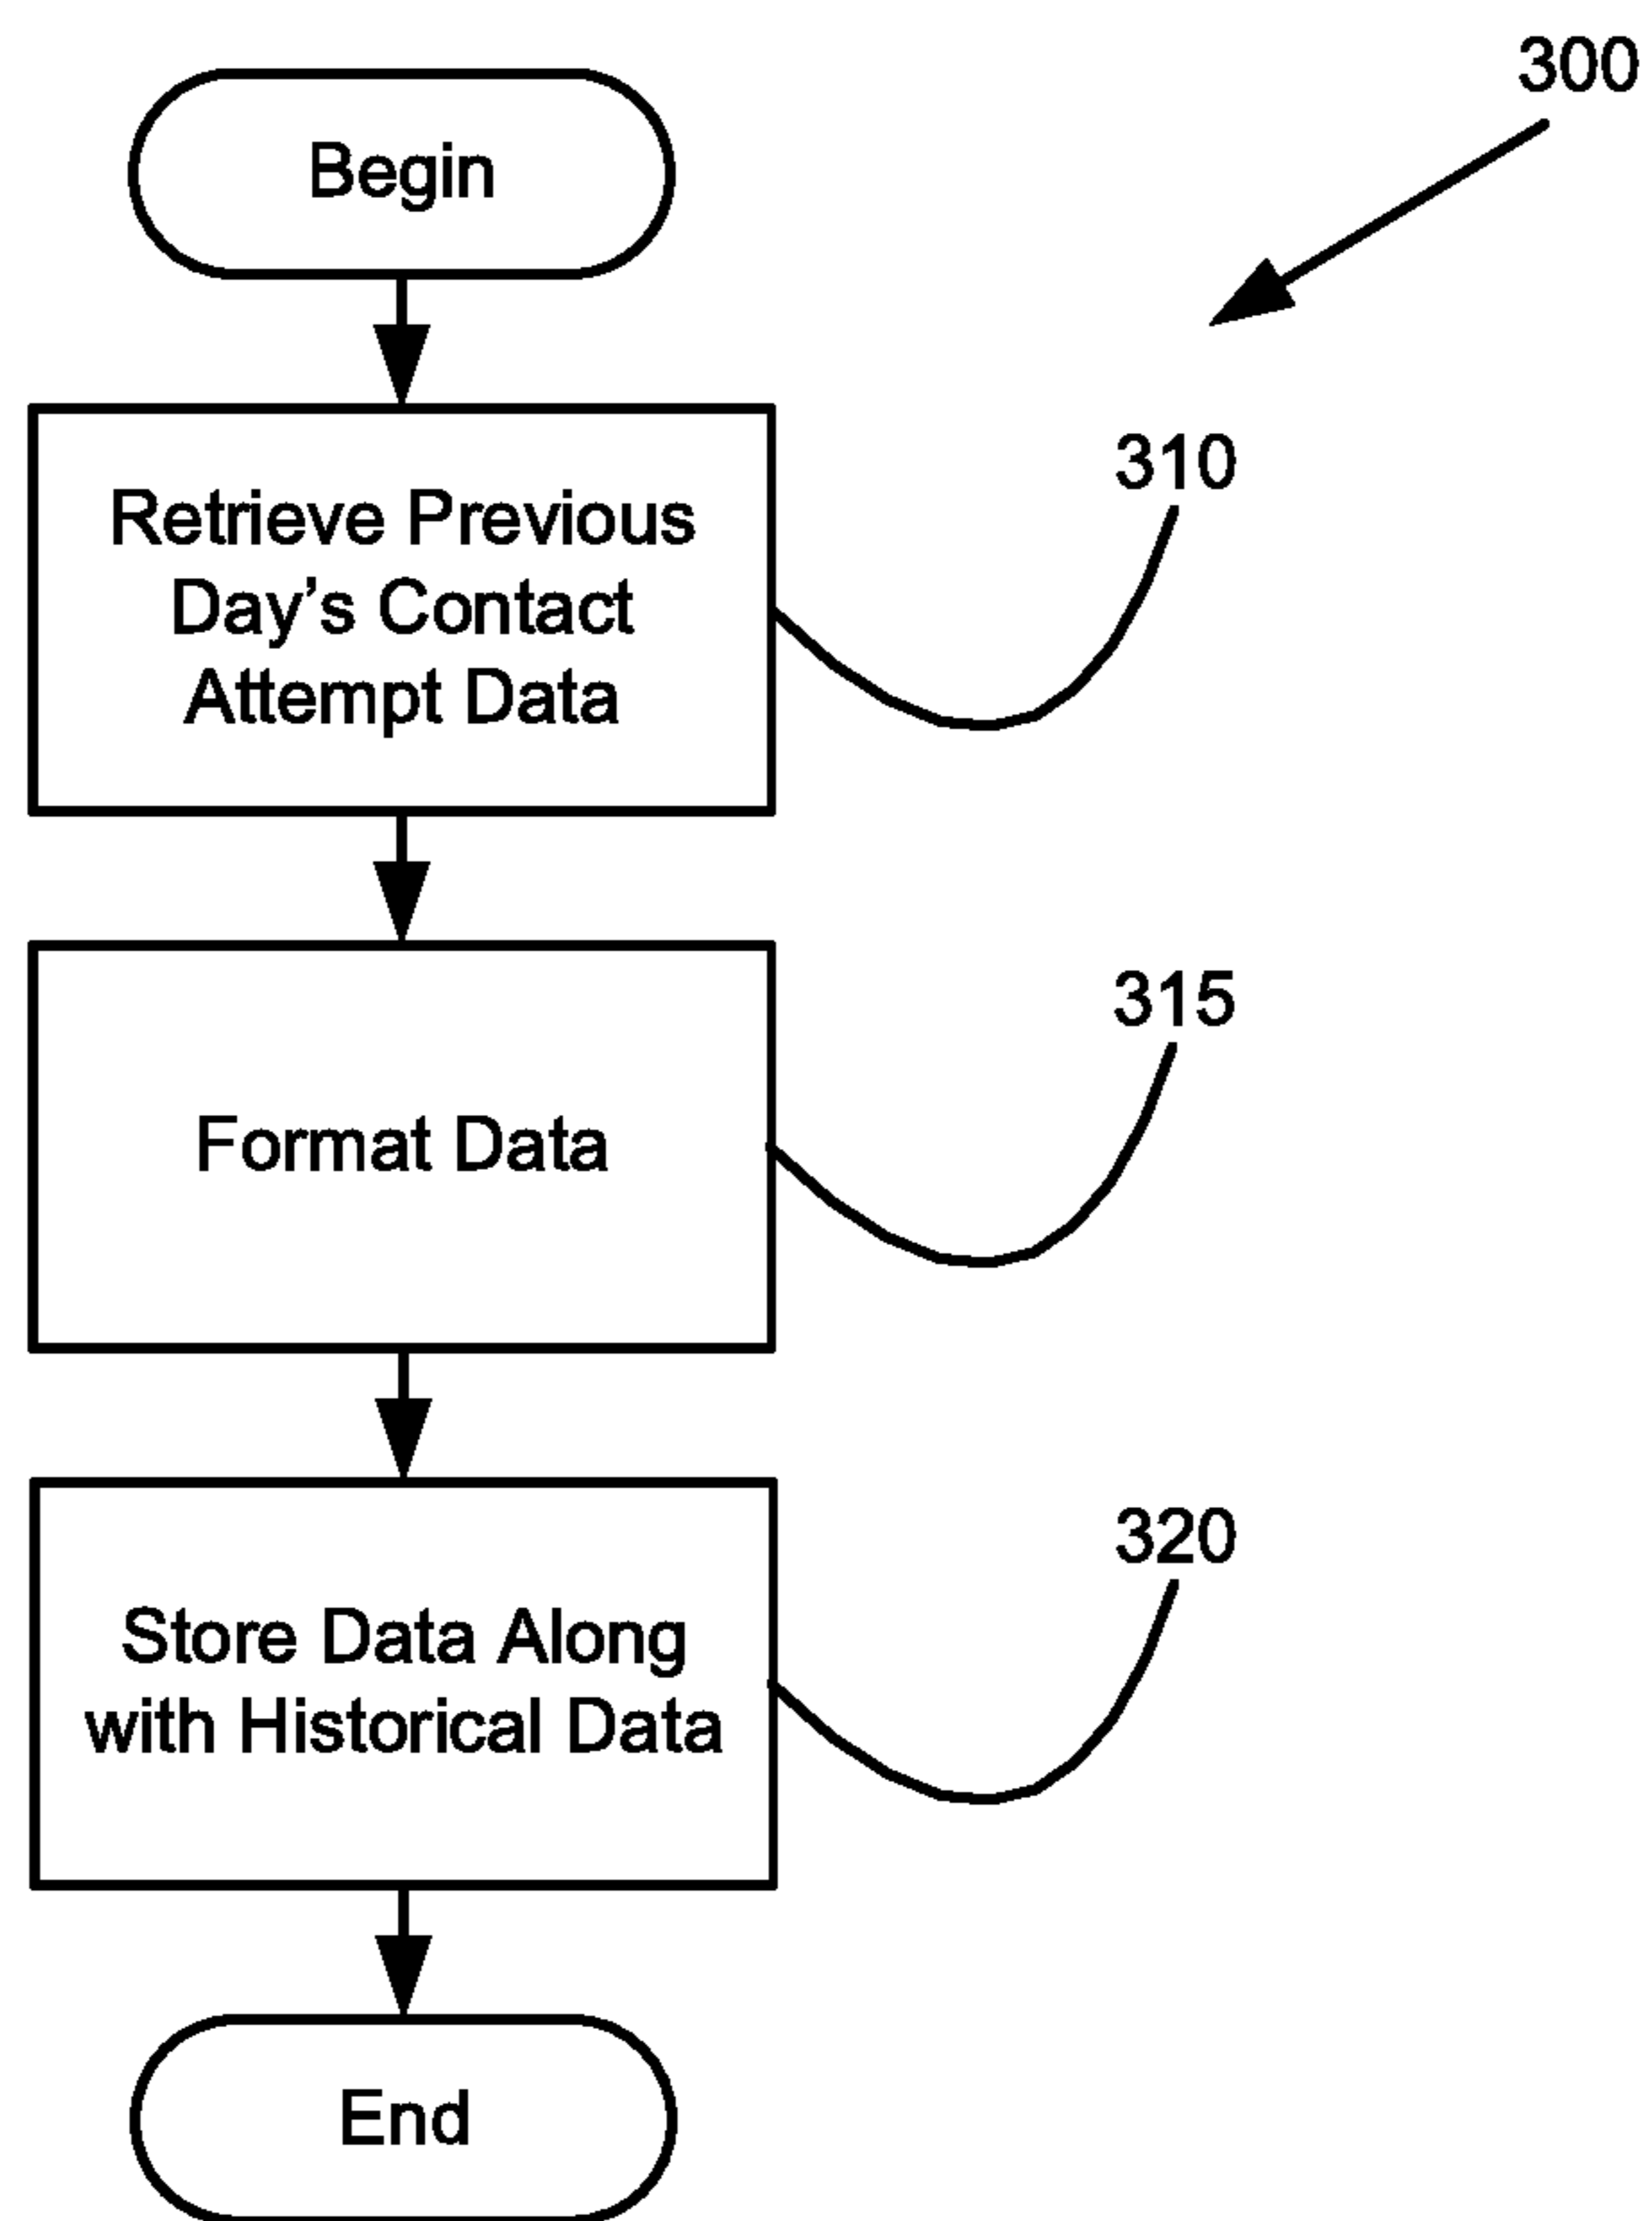 300
Begin
310
Retrieve Previous
Day’s Contact
Attempt Data
315
Format Data
320
Store Data Along
with Historical Data
End